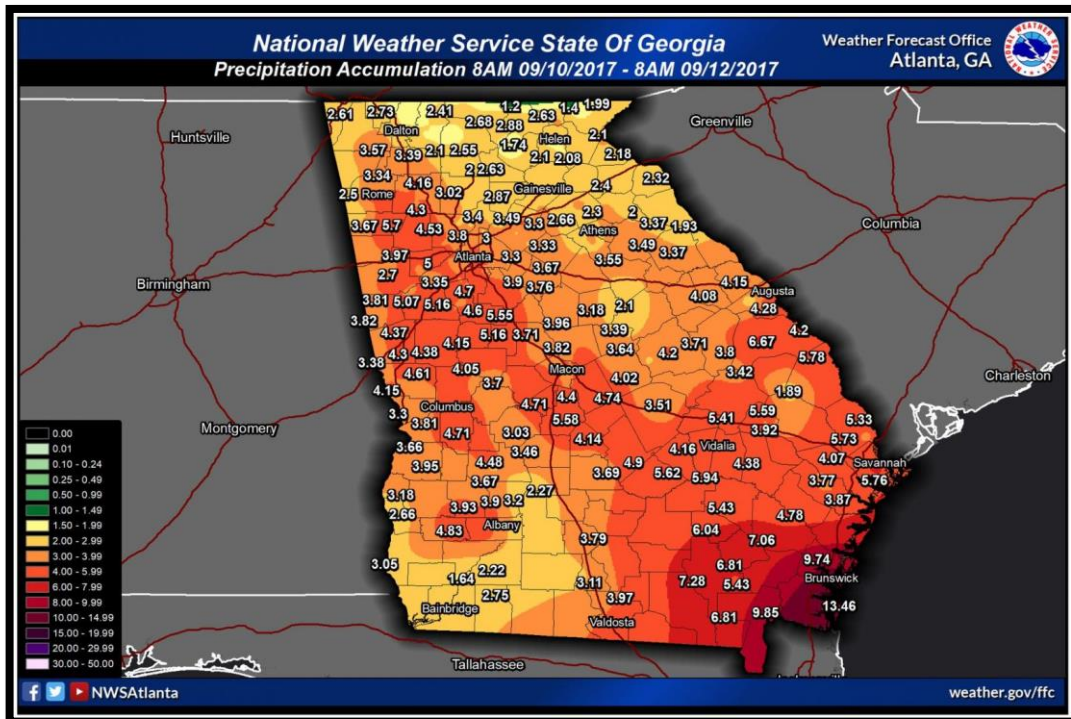 National Weather Service State Of Georgia
Precipitation Accumulation 8AM 09/10/2017 - 8AM 09/12/2017
Weather Forecast Office
Atlanta, GA
2.61 2.73 2.41 1.2 1.4 1.99
2.68 2.88 2.63
Huntsville Dalton Helen 2.1 Greenville
3.57 3.39 2.1 2.55 1.74 2.1 2.08 2.18
3.34 4.16 2 2.63 2.32
2.5 Rome 3.02 2.87 Gainesville 2.4
4.3 3.4 3.49 3.3 2.66 2.3 2
3.67 5.7 4.53 3.8 3 Athens 3.37 1.93 Columbia
3.97 5 Atlanta 3.3 3.33 3.55 3.49 3.37
Birmingham 2.7 3.35 3.9 3.67 3.76 4.15
3.81 5.07 5.16 4.7 4.08 Augusta
3.82 4.6 5.55 3.18 2.1 4.28
4.37 5.16 3.71 3.96 3.39 4.2
3.38 4.3 4.38 4.15 3.82 3.64 4.2 3.71 3.8 6.67 5.78
4.61 4.05 Macon 4.02 3.42 Charleston
4.15 3.7 4.4 4.74 1.89
3.3 Columbus 4.71 3.51 5.59
Montgomery 3.81 4.71 3.03 5.58 5.41 3.92 5.33
3.66 3.46 4.14 4.16 Vidalia 5.73
3.95 4.48 3.69 4.9 5.62 4.38 4.07 Savannah
3.18 3.67 2.27 5.94 3.77 5.76
2.66 3.93 3.9 3.2 5.43 3.87
4.83 Albany 6.04 4.78
3.79 7.06
3.05 2.22 6.81 9.74
1.64 3.11 7.28 5.43 Brunswick
2.75 3.97 13.46
Bainbridge Valdosta 6.81 9.85
Tallahassee
0.00
0.01
0.10 - 0.24
0.25 - 0.49
0.50 - 0.99
1.00 - 1.49
1.50 - 1.99
2.00 - 2.99
3.00 - 3.99
4.00 - 5.99
6.00 - 7.99
8.00 - 9.99
10.00 - 14.99
15.00 - 19.99
20.00 - 29.99
30.00 - 50.00
NWSAtlanta
weather.gov/ffc